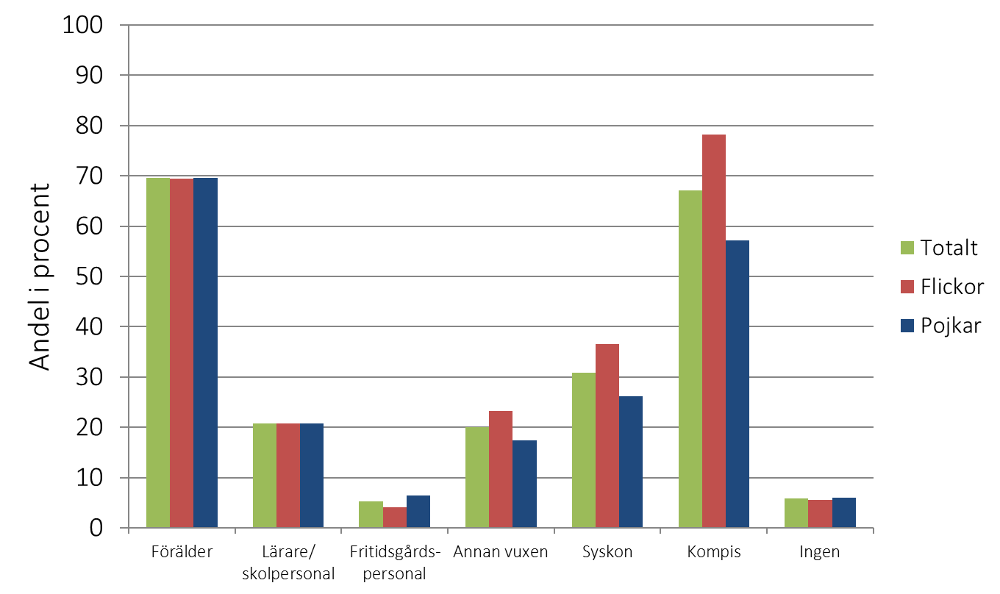 100
90
80
70
60
50
40
30
20
10
0
Andel i procent
Förälder
Lärare/
skolpersonal
Fritidsgårds-
personal
Annan vuxen
Syskon
Kompis
Ingen
Totalt
Flickor
Pojkar